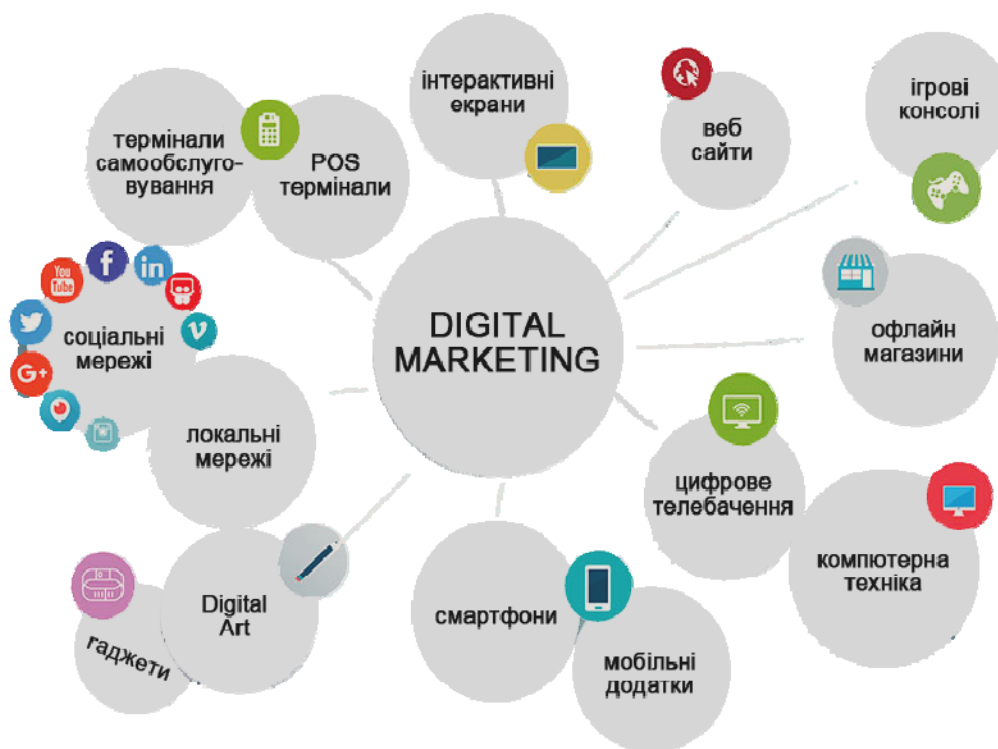 інтерактивні
екрани
веб
сайти
ігрові
консолі
термінали
самообслуго-
вування
POS
термінали
You
Tube
f
in
соціальні
мережі
G+
DIGITAL
MARKETING
офлайн
магазини
локальні
мережі
цифрове
телебачення
компютерна
техніка
Digital
Art
гаджети
смартфони
мобільні
додатки